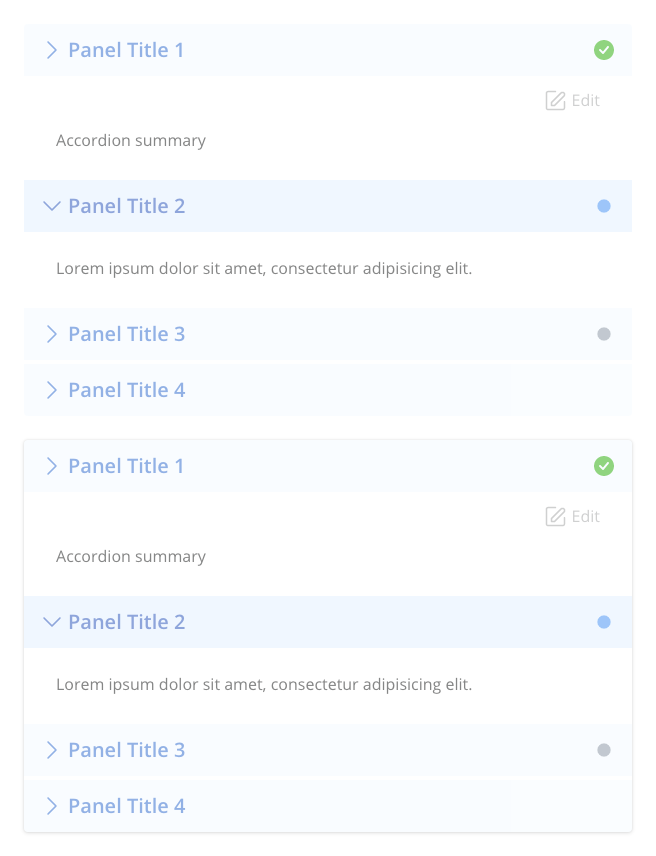 Panel Title 1
Edit
Accordion summary
Panel Title 2
Lorem ipsum dolor sit amet, consectetur adipisicing elit.
Panel Title 3
Panel Title 4
Panel Title 1
Edit
Accordion summary
Panel Title 2
Lorem ipsum dolor sit amet, consectetur adipisicing elit.
Panel Title 3
Panel Title 4